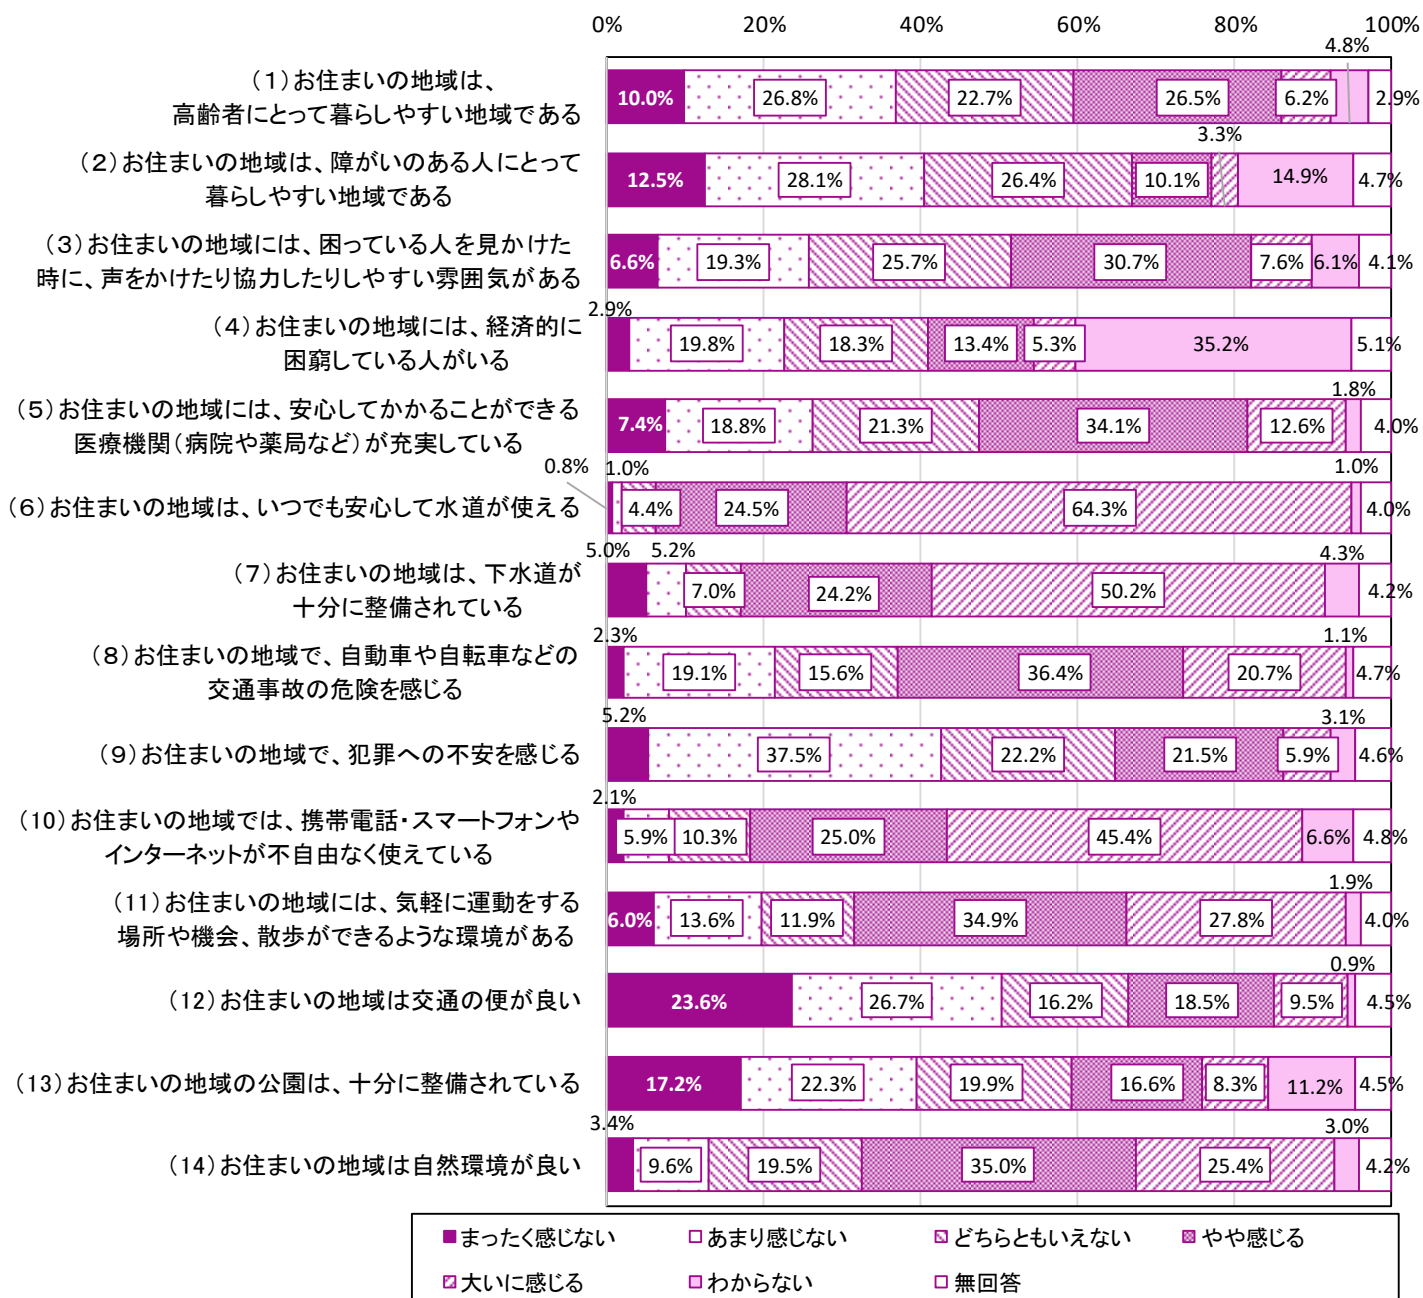 0% 20% 40% 60% 80% 100%
4.8%
（１）お住まいの地域は、
高齢者にとって暮らしやすい地域である
10.0% 26.8% 22.7% 26.5% 6.2% 2.9%
3.3%
（２）お住まいの地域は、障がいのある人にとって
暮らしやすい地域である
12.5% 28.1% 26.4% 10.1% 14.9% 4.7%
（３）お住まいの地域には、困っている人を見かけた
時に、声をかけたり協力したりしやすい雰囲気がある
6.6% 19.3% 25.7% 30.7% 7.6% 6.1% 4.1%
2.9%
（４）お住まいの地域には、経済的に
困窮している人がいる
19.8% 18.3% 13.4% 5.3% 35.2% 5.1%
1.8%
（５）お住まいの地域には、安心してかかることができる
医療機関（病院や薬局など）が充実している
7.4% 18.8% 21.3% 34.1% 12.6% 4.0%
0.8% 1.0% 1.0%
（６）お住まいの地域は、いつでも安心して水道が使える
4.4% 24.5% 64.3% 4.0%
5.0% 5.2% 4.3%
（７）お住まいの地域は、下水道が
十分に整備されている
7.0% 24.2% 50.2% 4.2%
2.3% 1.1%
（８）お住まいの地域で、自動車や自転車などの
交通事故の危険を感じる
19.1% 15.6% 36.4% 20.7% 4.7%
5.2% 3.1%
（９）お住まいの地域で、犯罪への不安を感じる
37.5% 22.2% 21.5% 5.9% 4.6%
2.1%
（10）お住まいの地域では、携帯電話・スマートフォンや
インターネットが不自由なく使えている
5.9% 10.3% 25.0% 45.4% 6.6% 4.8%
1.9%
（11）お住まいの地域には、気軽に運動をする
場所や機会、散歩ができるような環境がある
6.0% 13.6% 11.9% 34.9% 27.8% 4.0%
0.9%
（12）お住まいの地域は交通の便が良い
23.6% 26.7% 16.2% 18.5% 9.5% 4.5%
（13）お住まいの地域の公園は、十分に整備されている
17.2% 22.3% 19.9% 16.6% 8.3% 11.2% 4.5%
3.4% 3.0%
（14）お住まいの地域は自然環境が良い
9.6% 19.5% 35.0% 25.4% 4.2%
まったく感じない あまり感じない どちらともいえない やや感じる
大いに感じる わからない 無回答